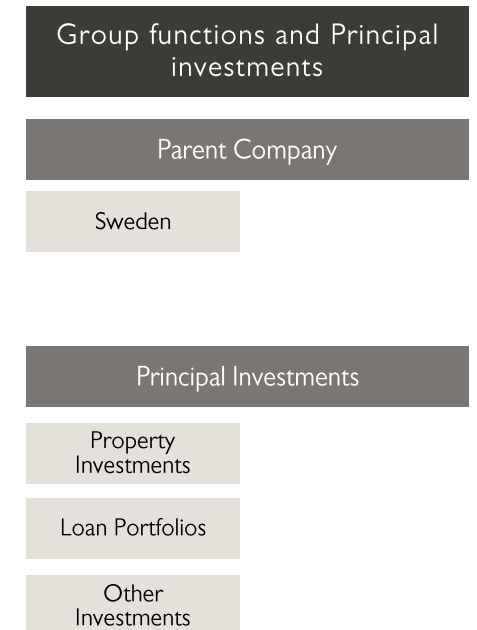 Group functions and Principal
investments
Parent Company
Sweden
Principal Investments
Property
Investments
Loan Portfolios
Other
Investments